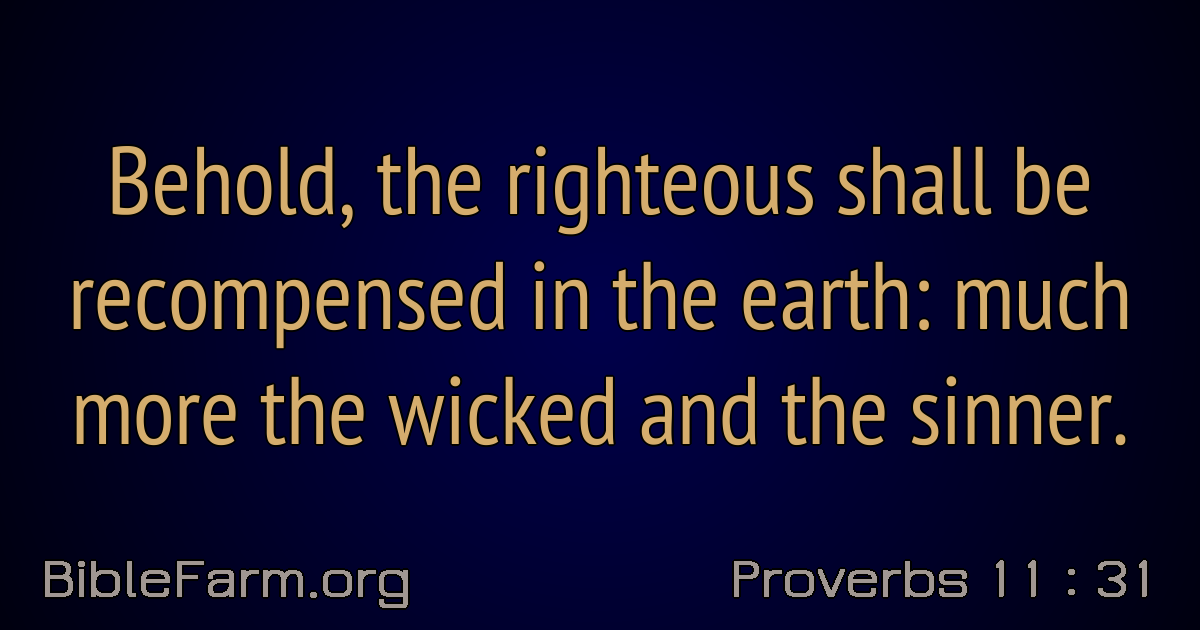 Behold, the righteous shall be
recompensed in the earth: much
more the wicked and the sinner.
BibleFarm.org
Proverbs 11 : 31